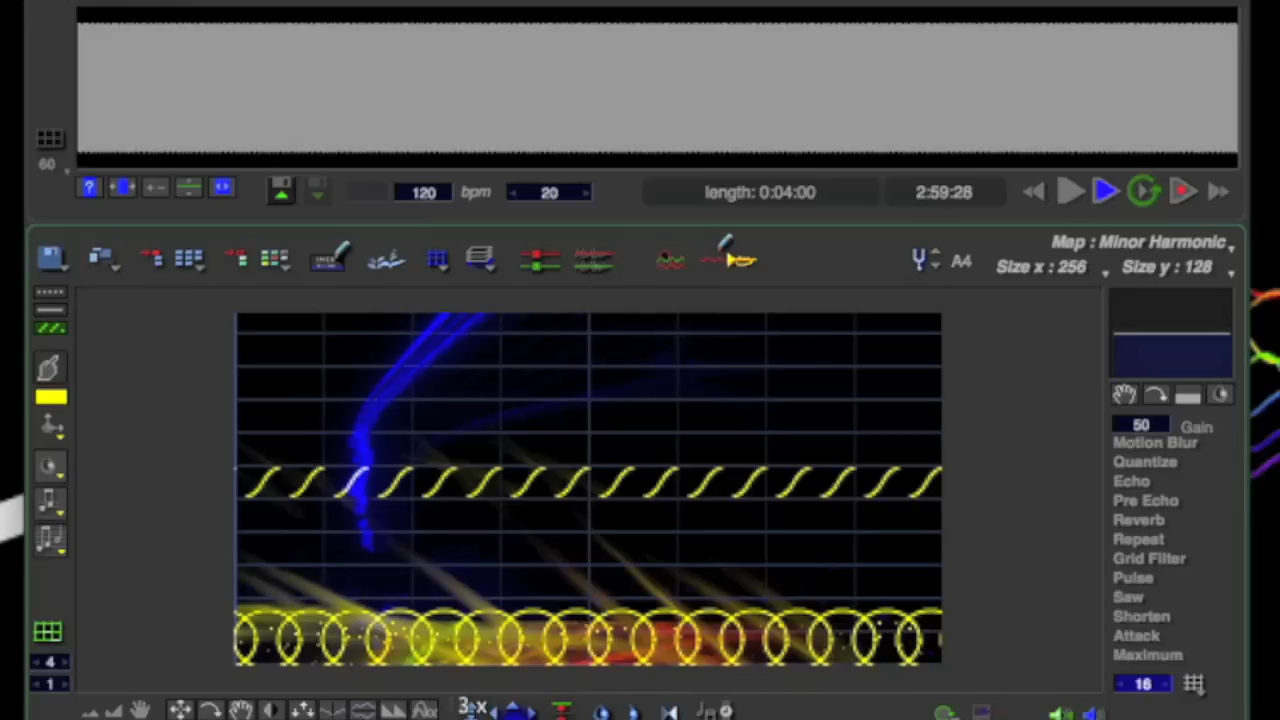 60
? 120 bpm 20 length: 0:04:00 2:59:28
Map : Minor Harmonic
A4 Size x : 256 Size y : 128
50 Gain
Motion Blur
Quantize
Echo
Pre Echo
Reverb
Repeat
Grid Filter
Pulse
Saw
Shorten
Attack
Maximum
4
1
16
3x